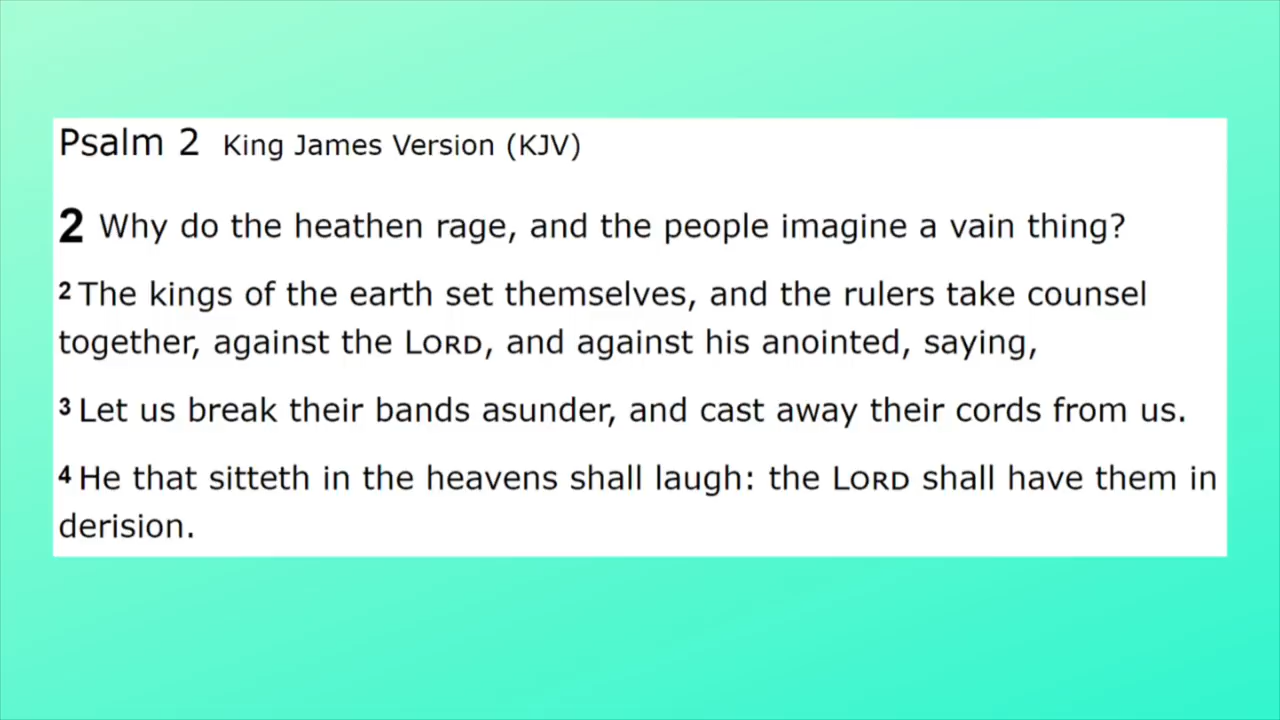 Psalm 2 King James Version (KJV)
2 Why do the heathen rage, and the people imagine a vain thing?
2 The kings of the earth set themselves, and the rulers take counsel
together, against the LORD, and against his anointed, saying,
3 Let us break their bands asunder, and cast away their cords from us.
4 He that sitteth in the heavens shall laugh: the LORD shall have them in
derision.